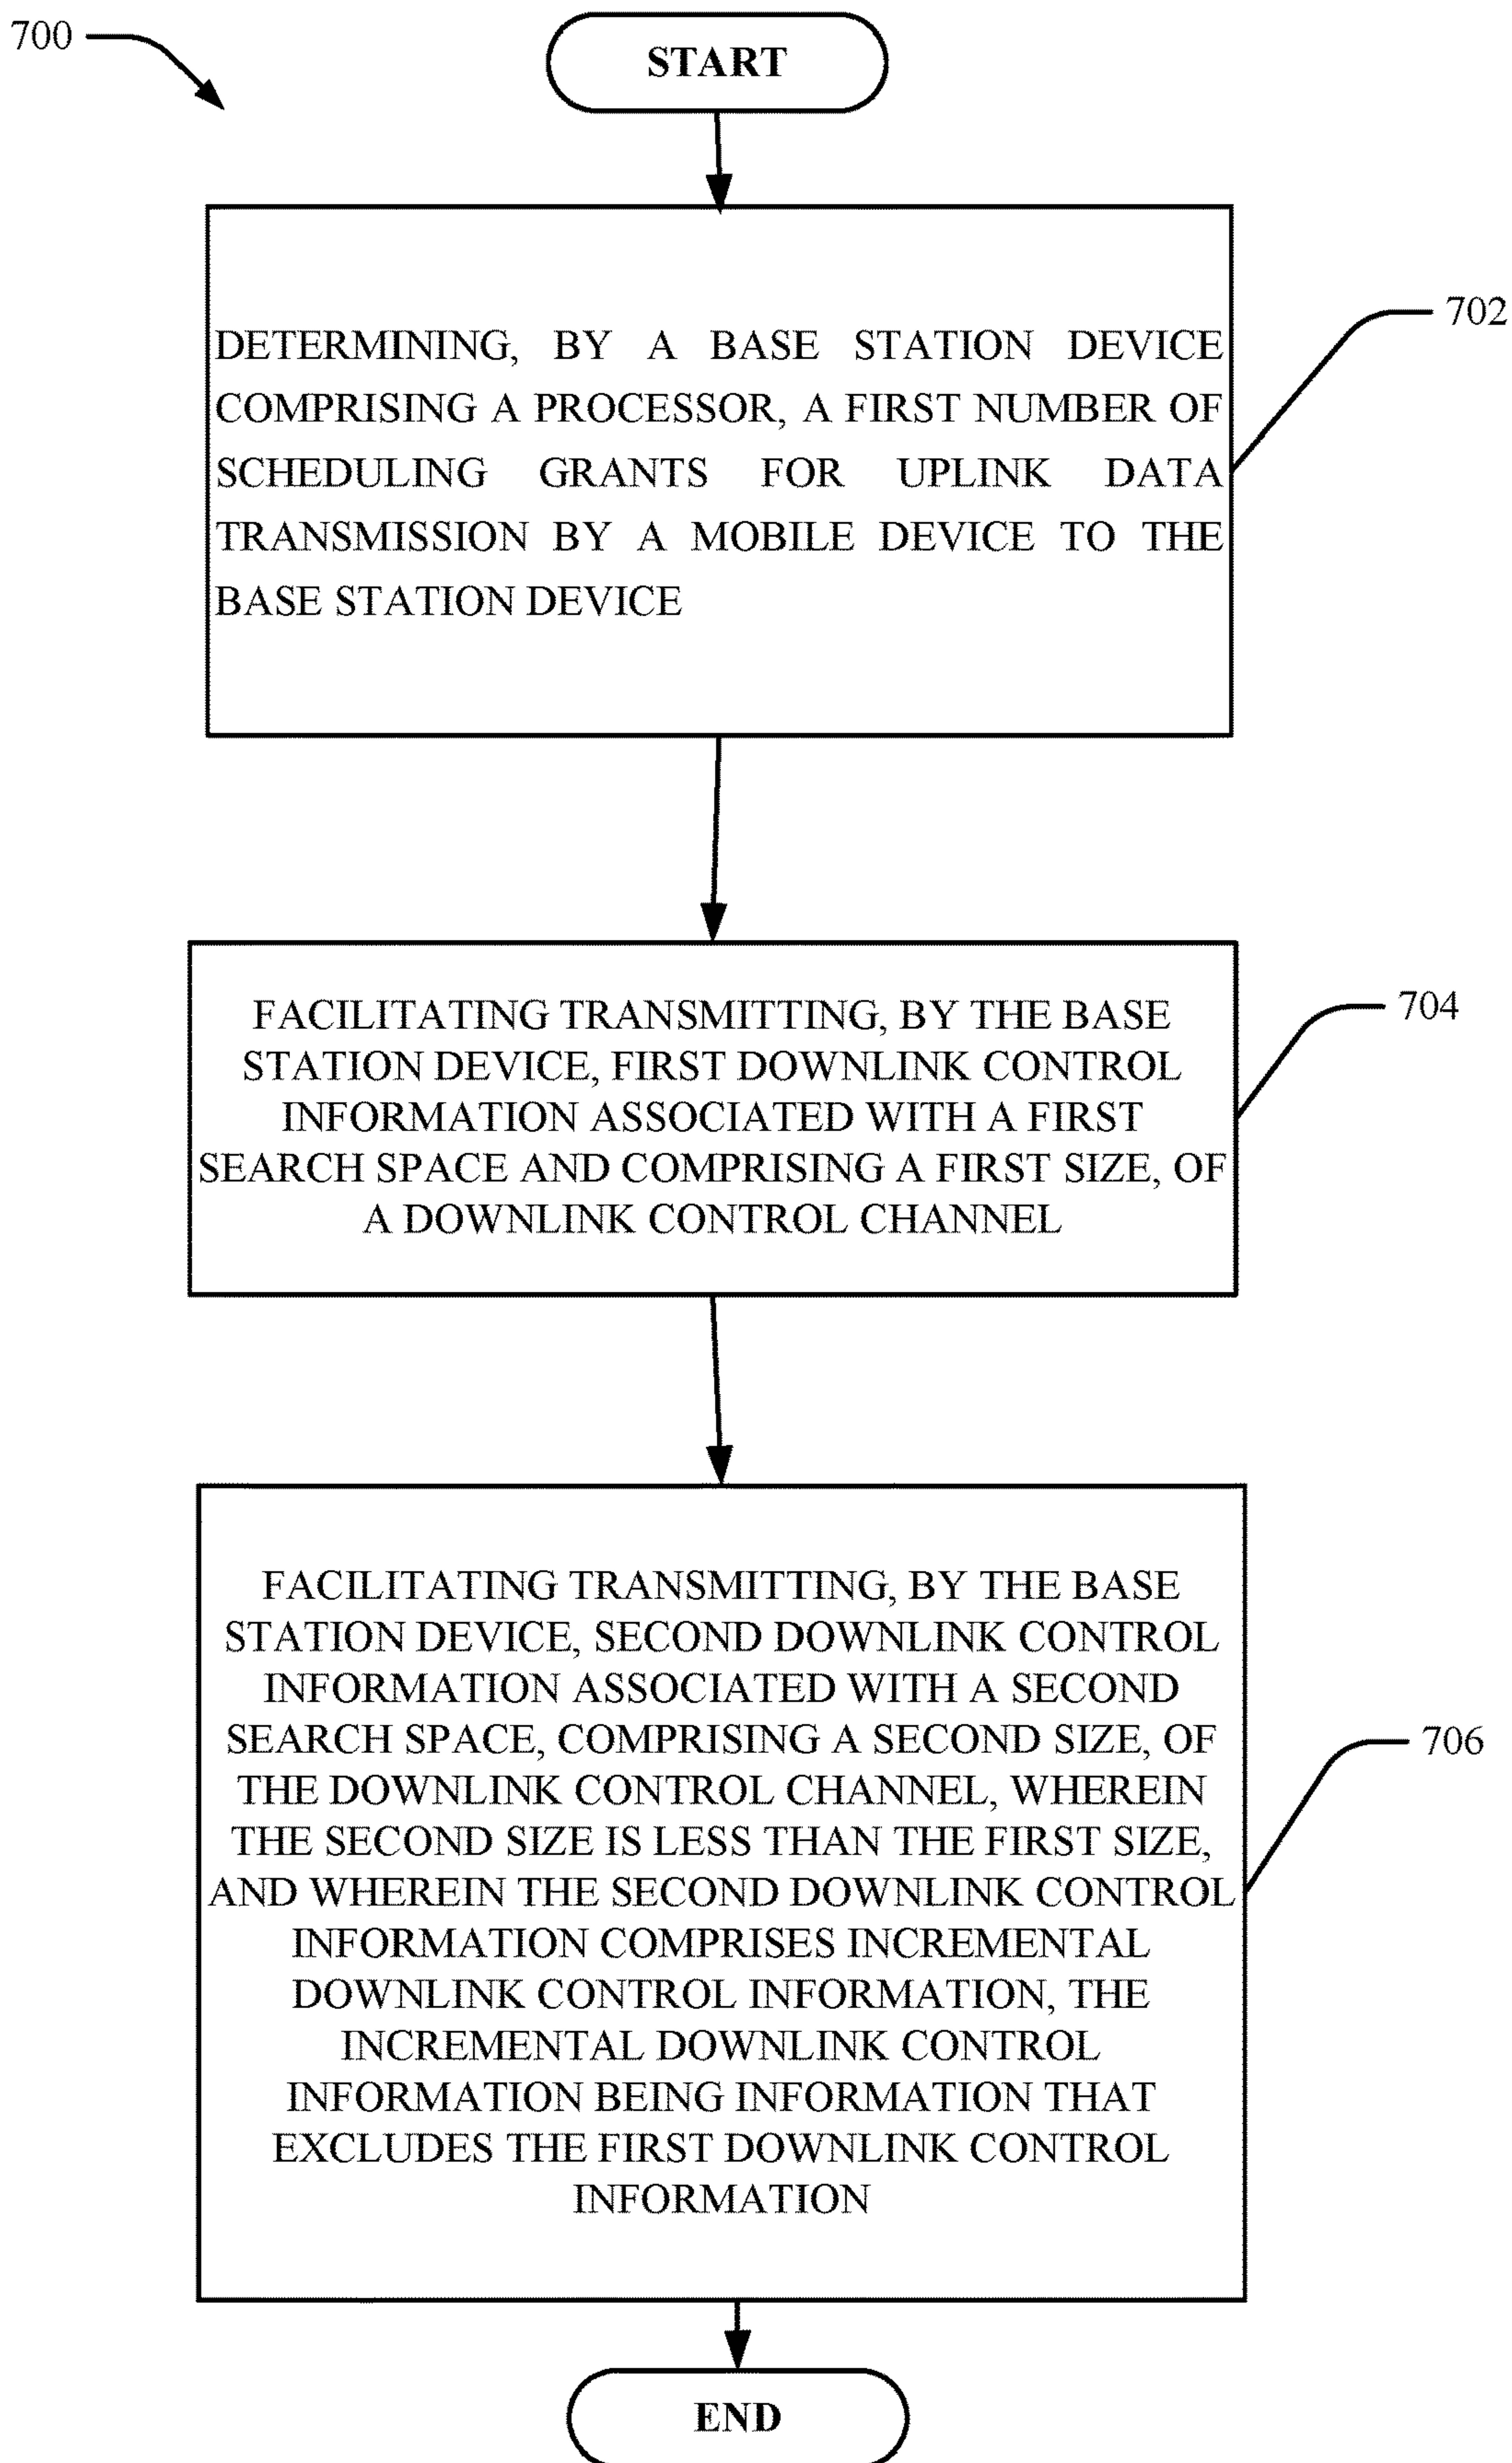 700
START
DETERMINING, BY A BASE STATION DEVICE
COMPRISING A PROCESSOR, A FIRST NUMBER OF
SCHEDULING GRANTS FOR UPLINK DATA
TRANSMISSION BY A MOBILE DEVICE TO THE
BASE STATION DEVICE
702
FACILITATING TRANSMITTING, BY THE BASE
STATION DEVICE, FIRST DOWNLINK CONTROL
INFORMATION ASSOCIATED WITH A FIRST
SEARCH SPACE AND COMPRISING A FIRST SIZE, OF
A DOWNLINK CONTROL CHANNEL
704
FACILITATING TRANSMITTING, BY THE BASE
STATION DEVICE, SECOND DOWNLINK CONTROL
INFORMATION ASSOCIATED WITH A SECOND
SEARCH SPACE, COMPRISING A SECOND SIZE, OF
THE DOWNLINK CONTROL CHANNEL, WHEREIN
THE SECOND SIZE IS LESS THAN THE FIRST SIZE,
AND WHEREIN THE SECOND DOWNLINK CONTROL
INFORMATION COMPRISES INCREMENTAL
DOWNLINK CONTROL INFORMATION, THE
INCREMENTAL DOWNLINK CONTROL
INFORMATION BEING INFORMATION THAT
EXCLUDES THE FIRST DOWNLINK CONTROL
INFORMATION
706
END